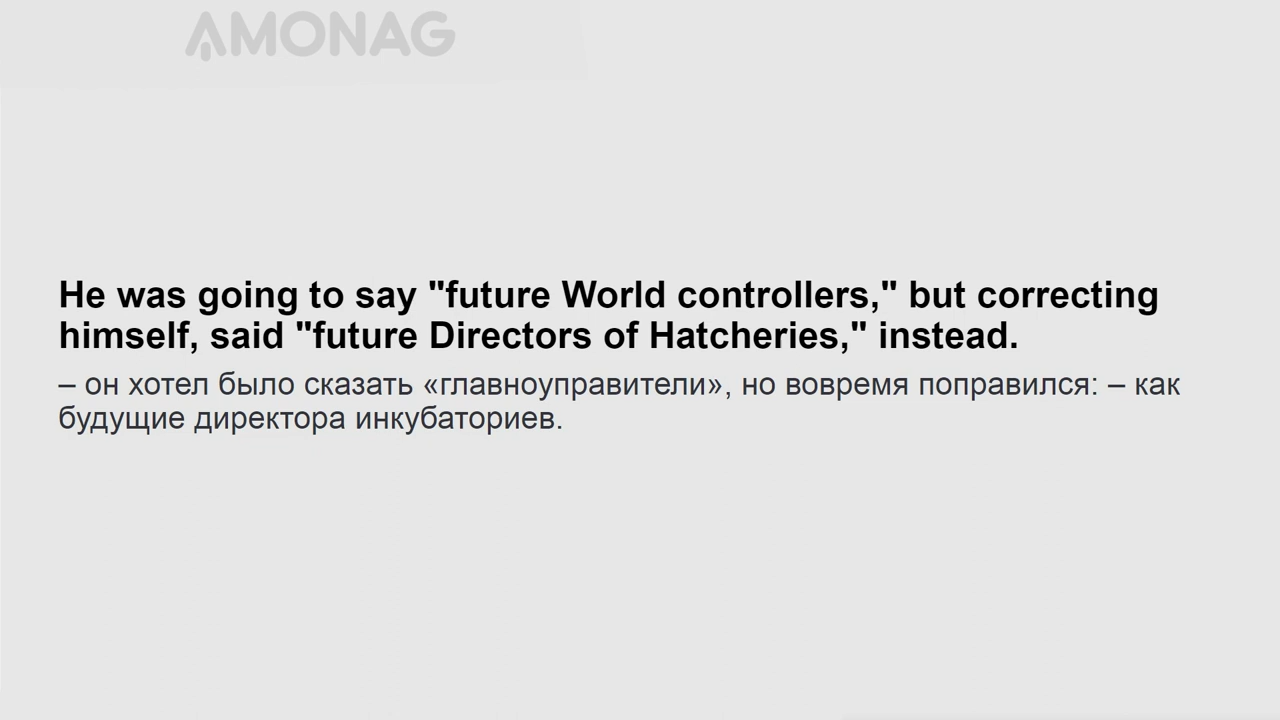 AMONAG
He was going to say "future World controllers," but correcting
himself, said "future Directors of Hatcheries," instead.
– он хотел было сказать «главноуправители», но вовремя поправился: – как
будущие директора инкубаториев.